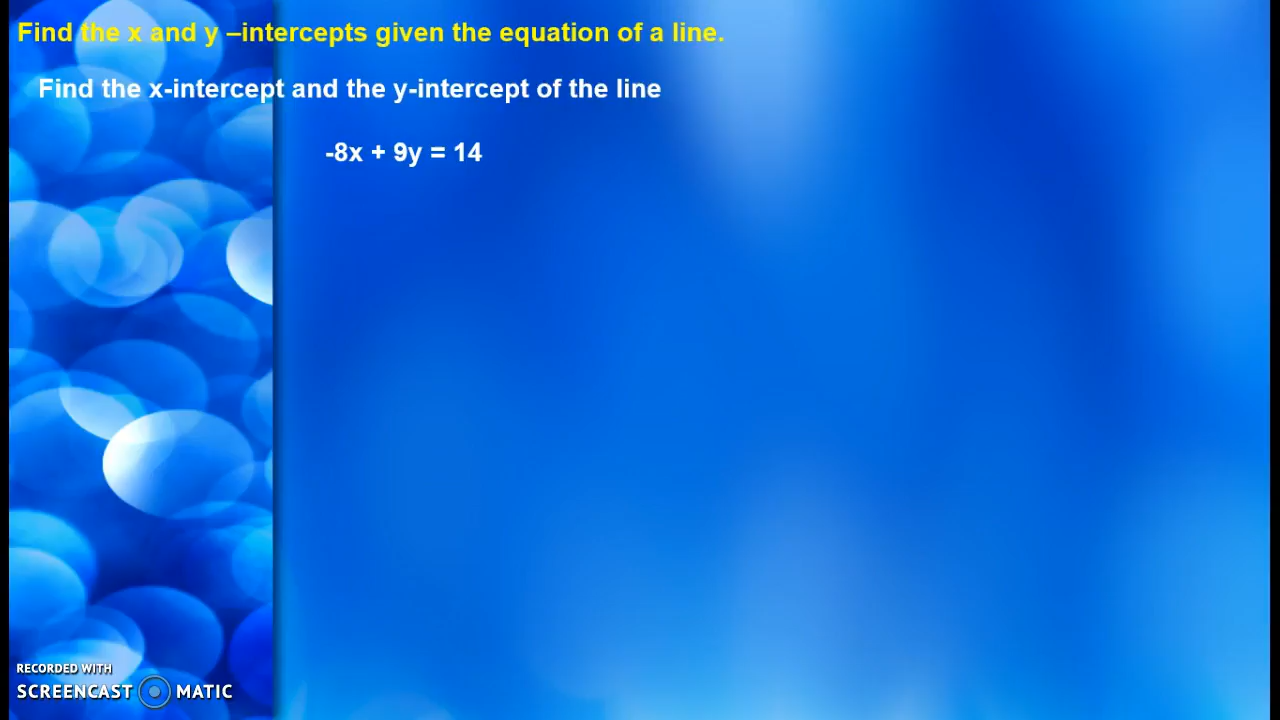 Find the x and y –intercepts given the equation of a line.
Find the x-intercept and the y-intercept of the line
-8x + 9y = 14
RECORDED WITH
SCREENCAST MATIC